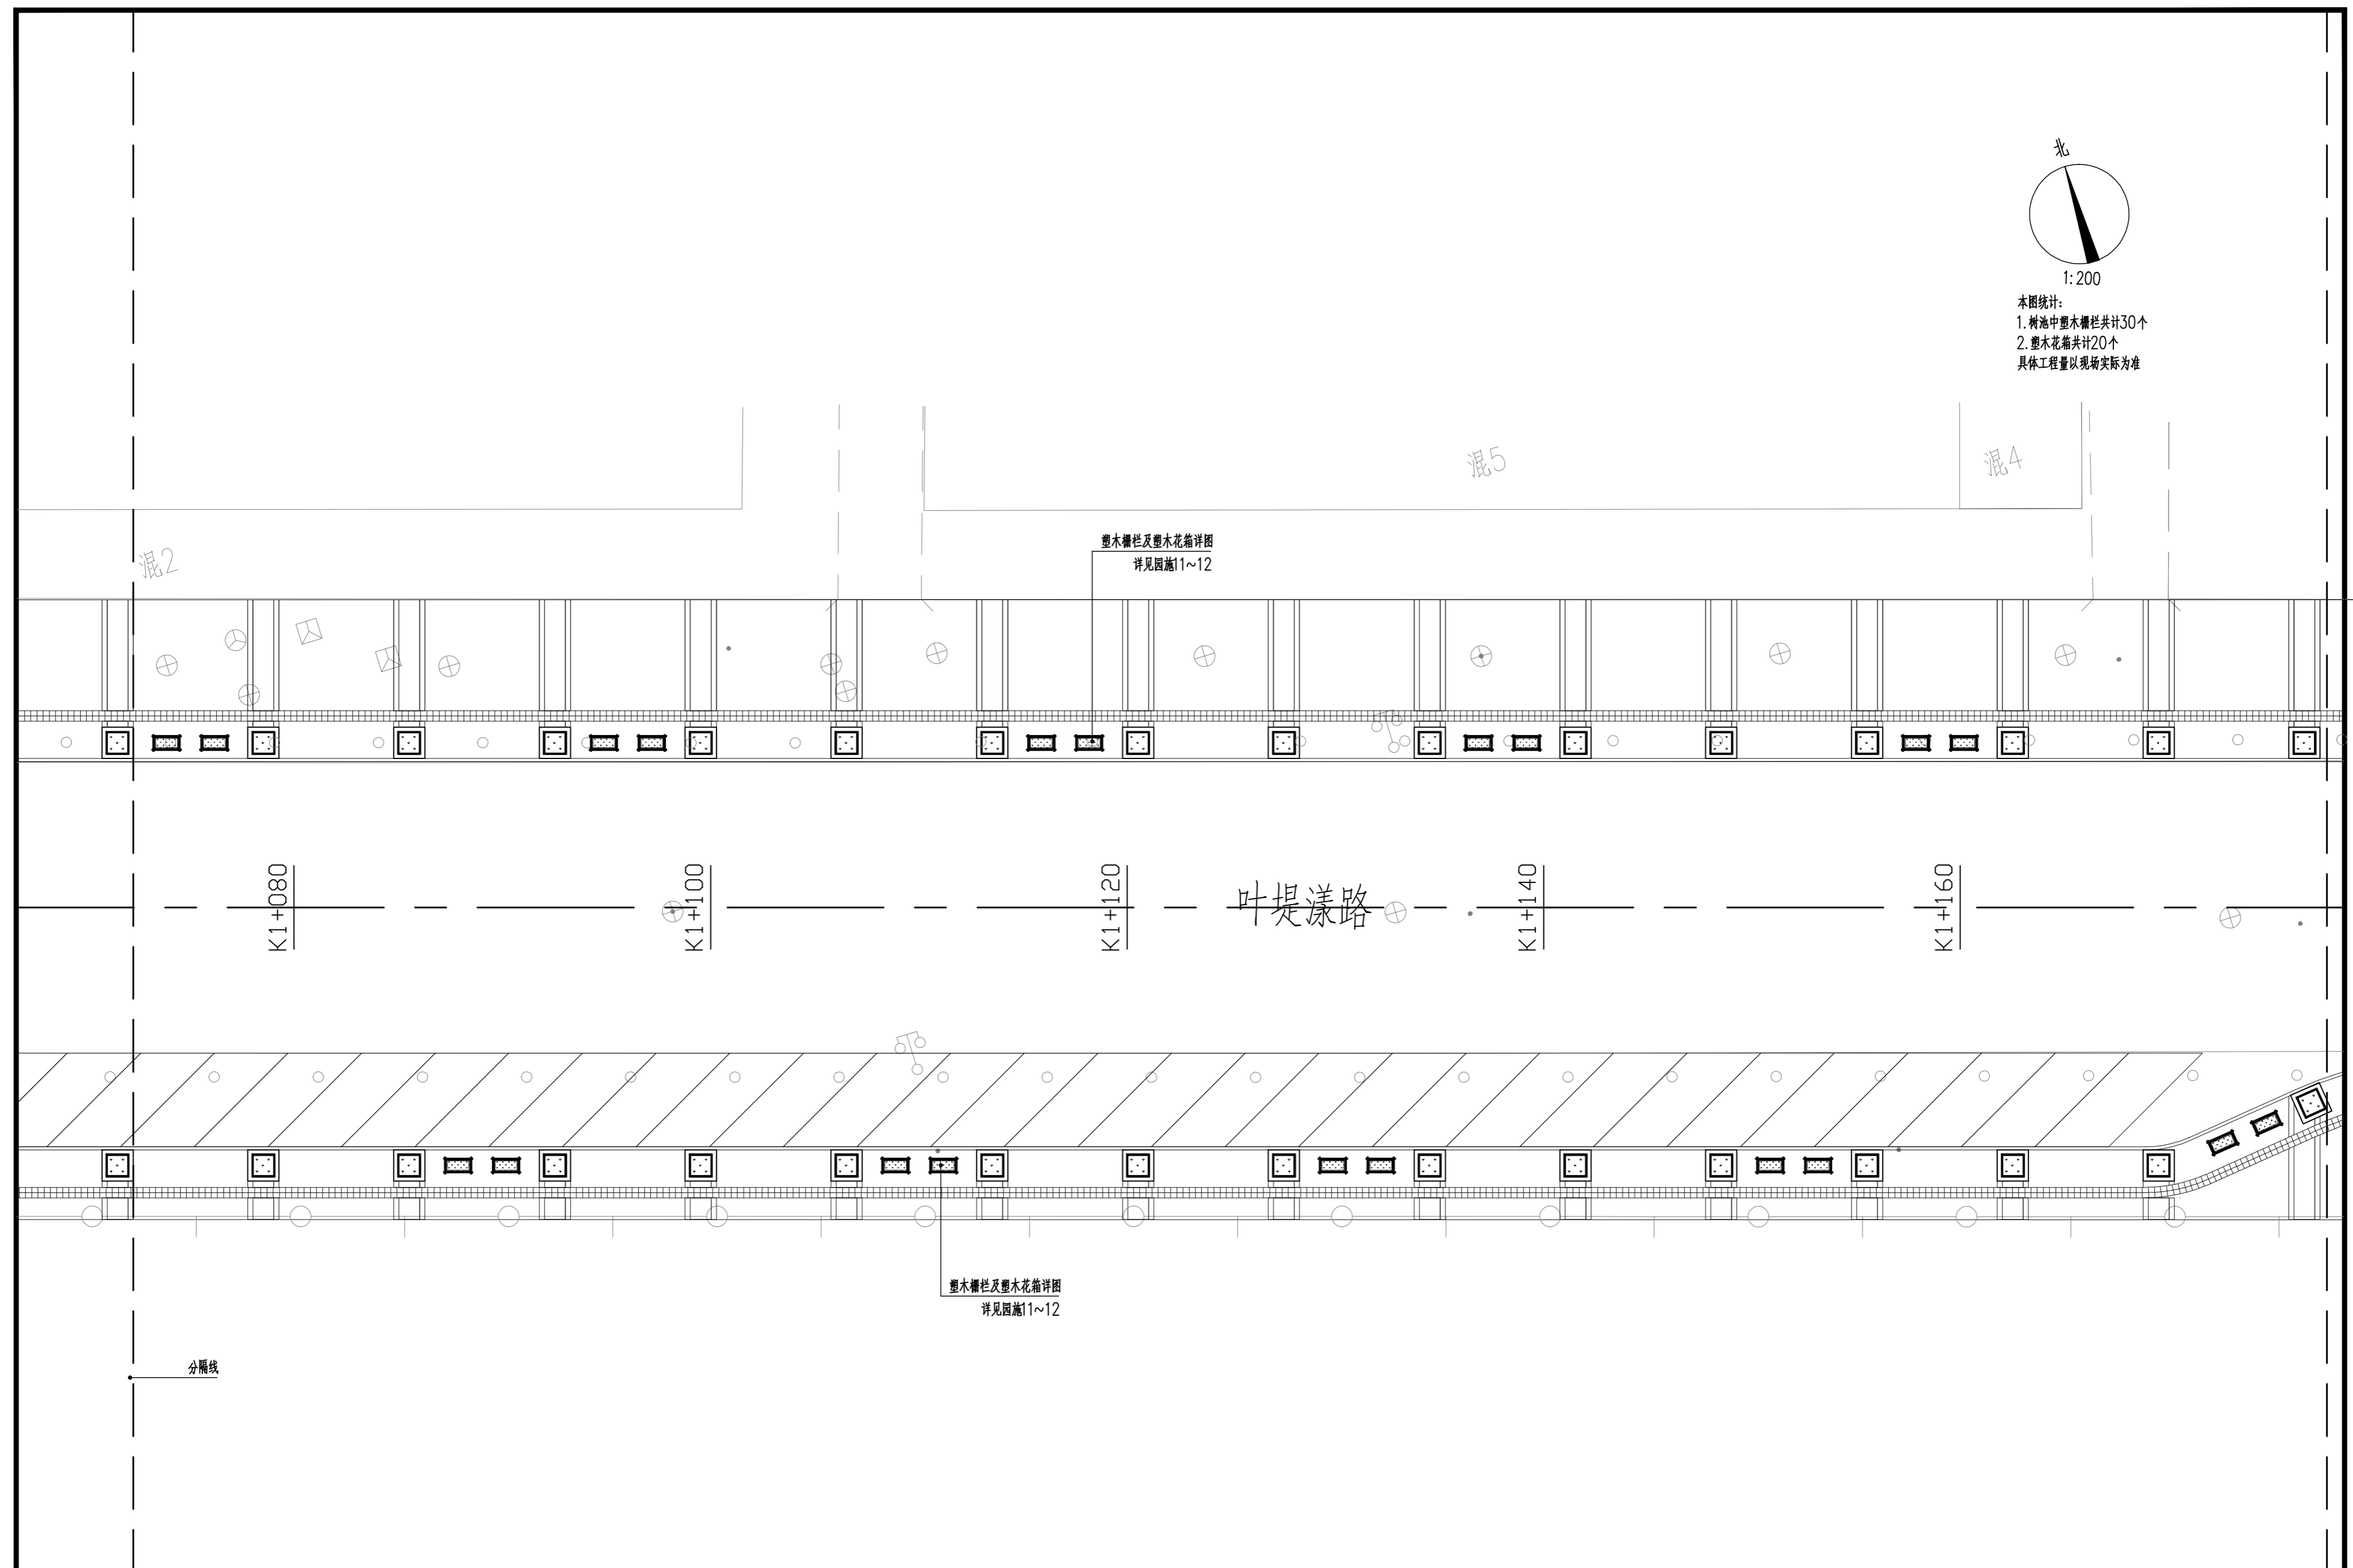 北
1:200
本图统计:
1.树池中塑木栅栏共计30个
2.塑木花箱共计20个
具体工程量以现场实际为准
混5
混4
混2
塑木栅栏及塑木花箱详图
详见园施11~12
K1+080
K1+100
K1+120
叶堤漾路
K1+140
K1+160
塑木栅栏及塑木花箱详图
详见园施11~12
分隔线